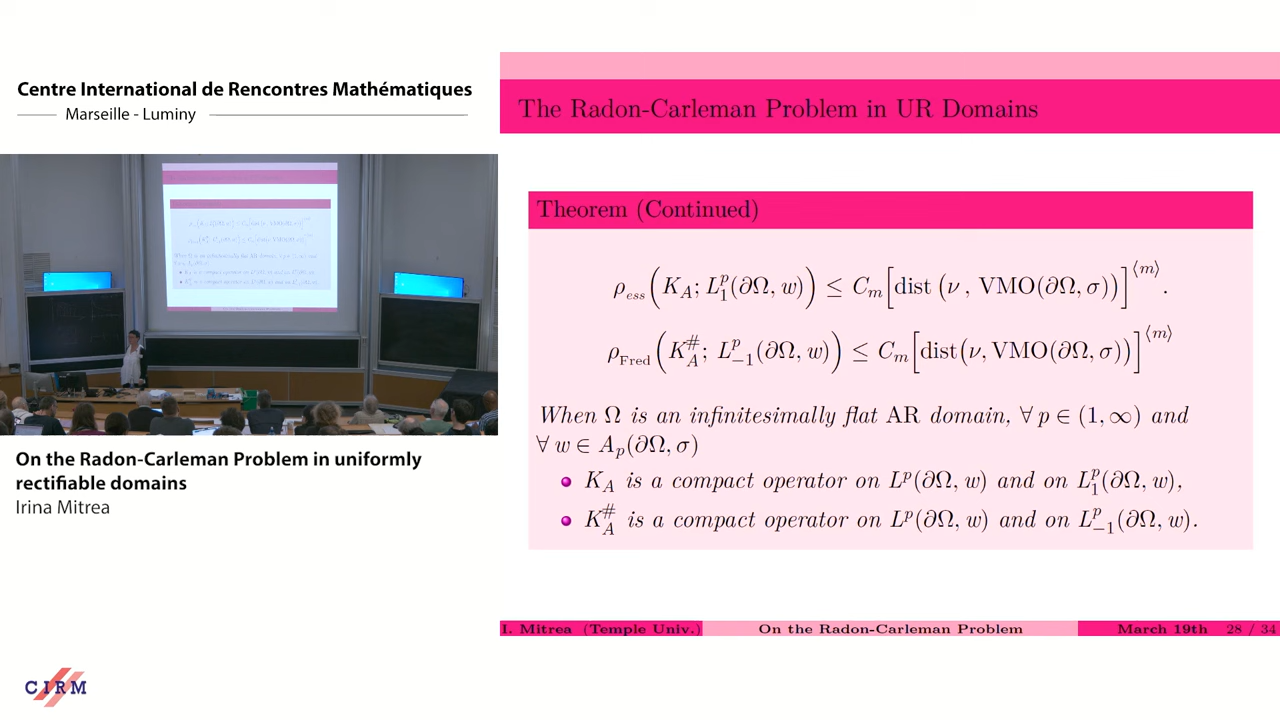 Centre International de Rencontres Mathématiques
Marseille - Luminy
On the Radon-Carleman Problem in uniformly
rectifiable domains
Irina Mitrea
CIRM
The Radon-Carleman Problem in UR Domains
Theorem (Continued)
ρ_ess(K_A; L^p_1(∂Ω, w)) ≤ C_m[dist (ν, VMO(∂Ω, σ))]^⟨m⟩.
ρ_Fred(K^#_A; L^p_{−1}(∂Ω, w)) ≤ C_m[dist(ν, VMO(∂Ω, σ))]^⟨m⟩
When Ω is an infinitesimally flat AR domain, ∀ p ∈ (1, ∞) and
∀ w ∈ A_p(∂Ω, σ)
K_A is a compact operator on L^p(∂Ω, w) and on L^p_1(∂Ω, w),
K^#_A is a compact operator on L^p(∂Ω, w) and on L^p_{−1}(∂Ω, w).
I. Mitrea (Temple Univ.) On the Radon-Carleman Problem March 19th 28 / 34